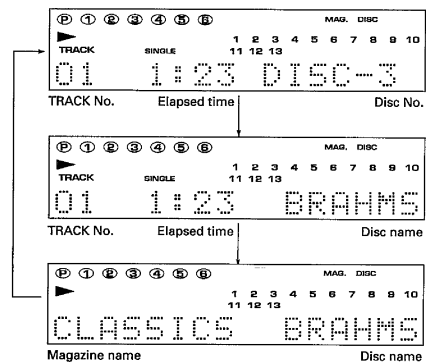 Ⓟ ① ② ③ ④ ⑤ ⑥ MAG. DISC
1 2 3 4 5 6 7 8 9 10
TRACK SINGLE 11 12 13
01 1:23 DISC-3
TRACK No. Elapsed time Disc No.
Ⓟ ① ② ③ ④ ⑤ ⑥ MAG. DISC
1 2 3 4 5 6 7 8 9 10
TRACK SINGLE 11 12 13
01 1:23 BRAHMS
TRACK No. Elapsed time Disc name
Ⓟ ① ② ③ ④ ⑤ ⑥ MAG. DISC
1 2 3 4 5 6 7 8 9 10
11 12 13
CLASSICS BRAHMS
Magazine name Disc name